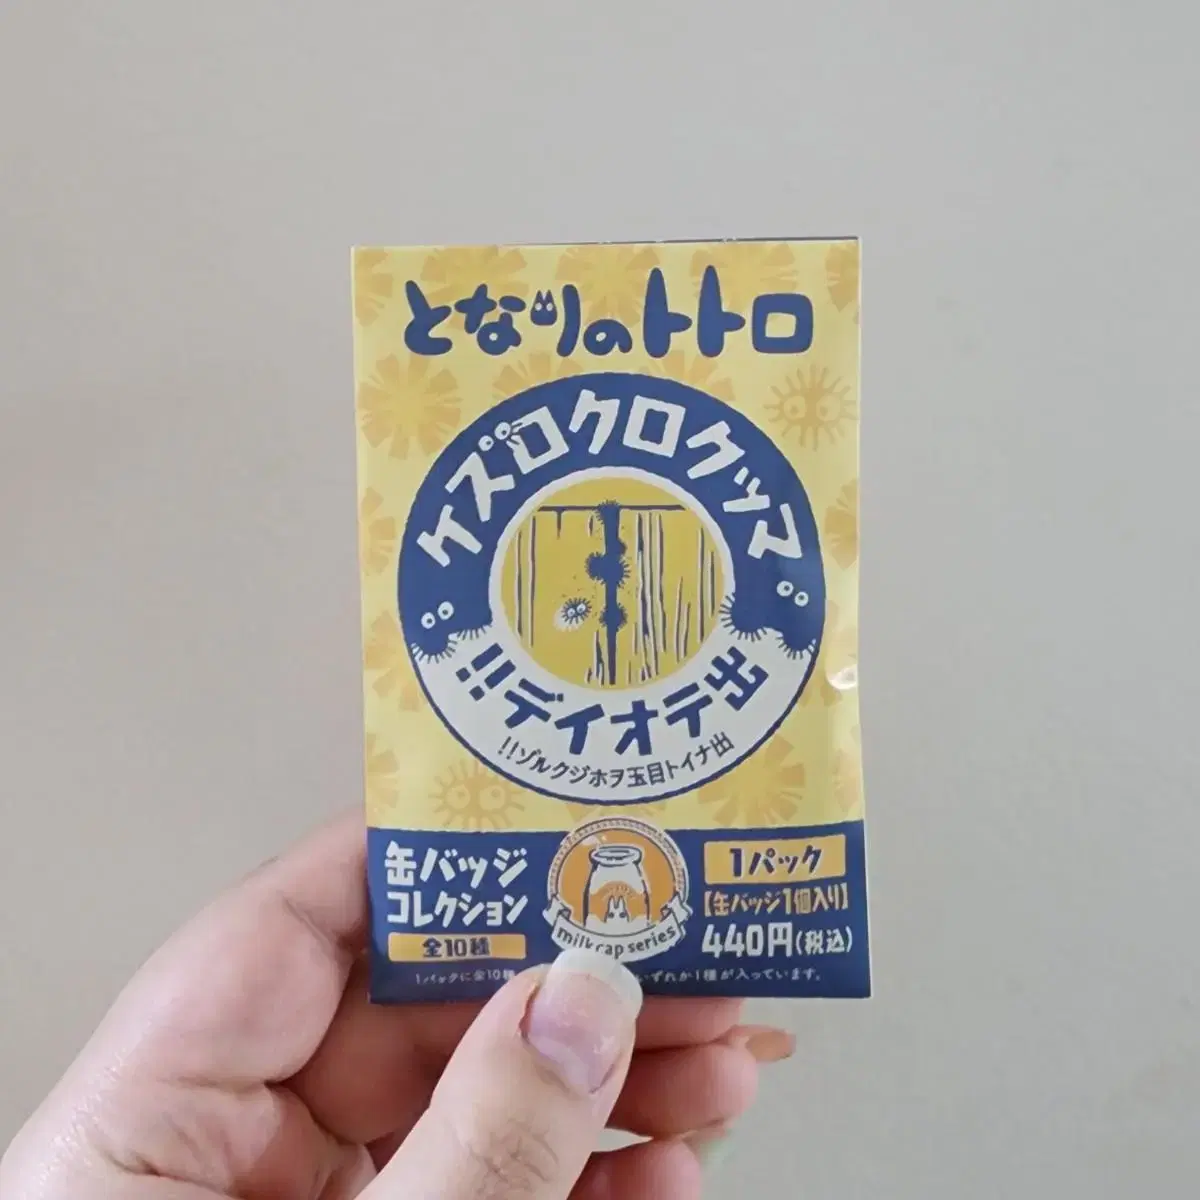 となりのトトロ
マックロクロスケ
出テオイデ!!
出ナイト目玉ヲホジクルゾ!!
缶バッジ
コレクション
全10種
milk cap series
1パック
【缶バッジ1個入り】
440円(税込)
1パックに全10種
いずれか1種が入っています。